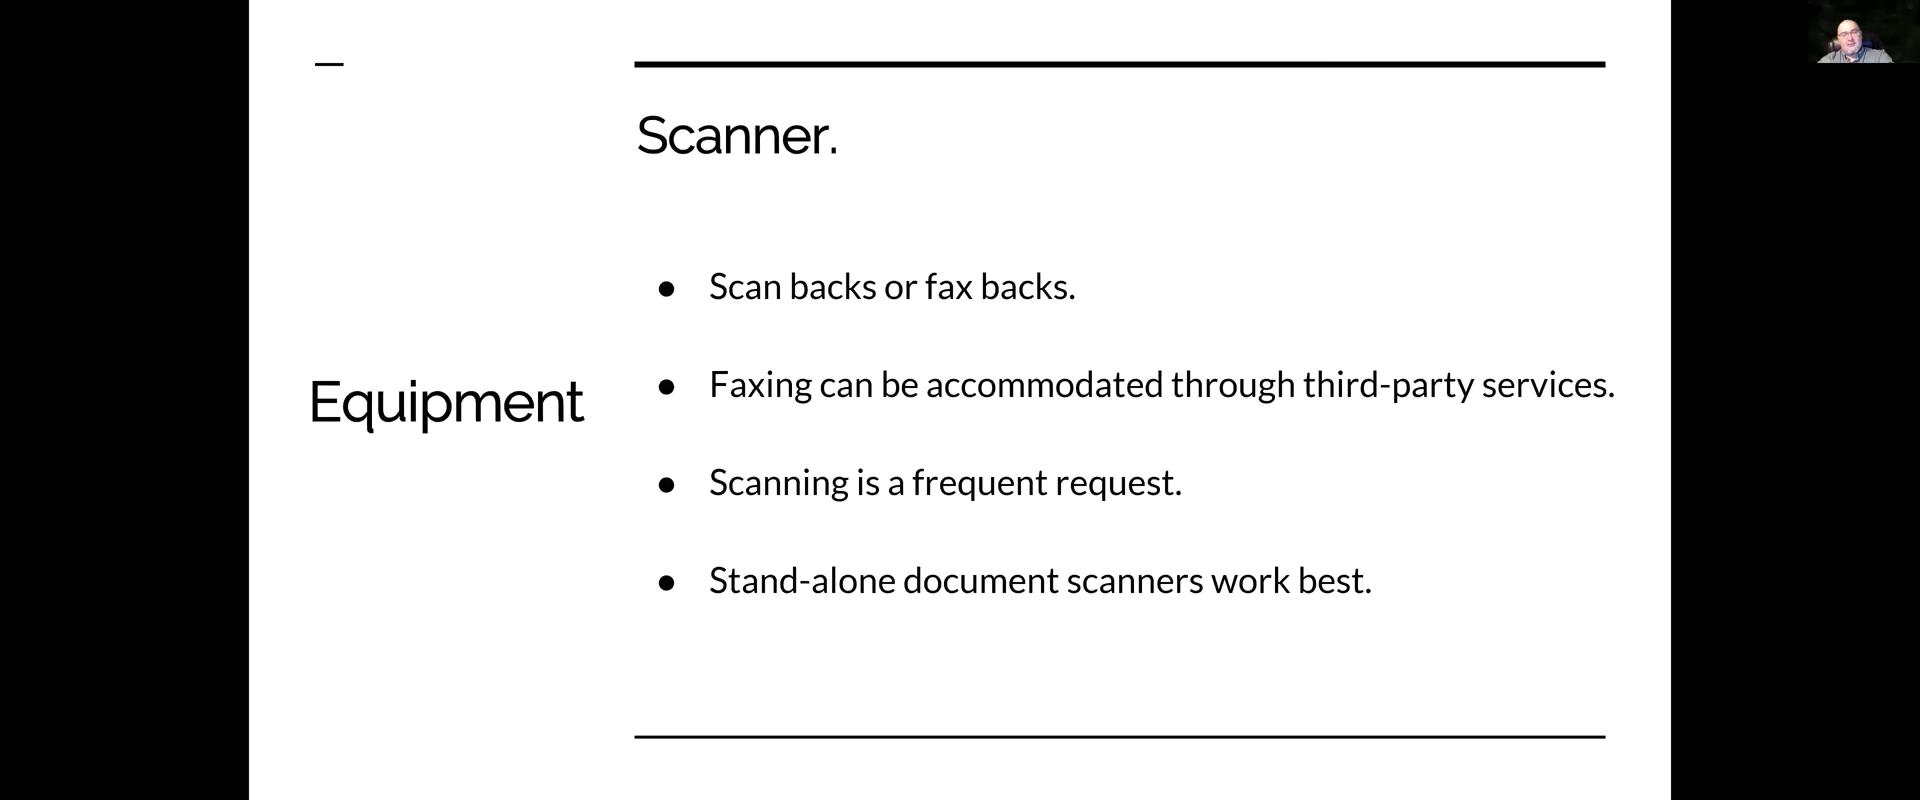 Scanner.
Equipment
● Scan backs or fax backs.
● Faxing can be accommodated through third-party services.
● Scanning is a frequent request.
● Stand-alone document scanners work best.